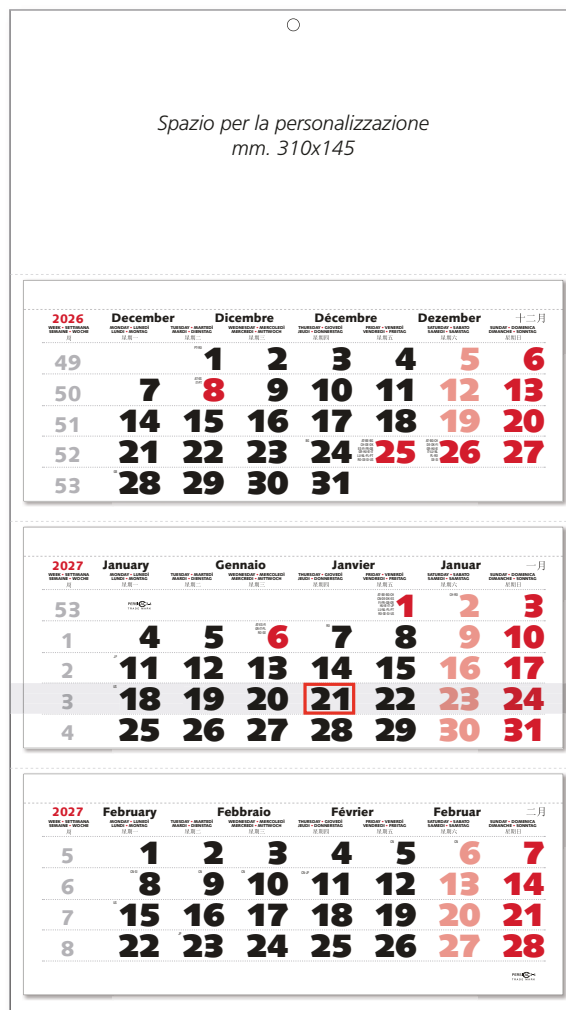 Spazio per la personalizzazione
mm. 310x145
2026 December Dicembre Décembre Dezember 十二月
WEEK • SETTIMANA MONDAY • LUNEDÌ TUESDAY • MARTEDÌ WEDNESDAY • MERCOLEDÌ THURSDAY • GIOVEDÌ FRIDAY • VENERDÌ SATURDAY • SABATO SUNDAY • DOMENICA
SEMAINE • WOCHE LUNDI • MONTAG MARDI • DIENSTAG MERCREDI • MITTWOCH JEUDI • DONNERSTAG VENDREDI • FREITAG SAMEDI • SAMSTAG DIMANCHE • SONNTAG
周 星期一 星期二 星期三 星期四 星期五 星期六 星期日
49 1 2 3 4 5 6
50 7 8 9 10 11 12 13
51 14 15 16 17 18 19 20
52 21 22 23 24 25 26 27
53 28 29 30 31
2027 January Gennaio Janvier Januar 一月
WEEK • SETTIMANA MONDAY • LUNEDÌ TUESDAY • MARTEDÌ WEDNESDAY • MERCOLEDÌ THURSDAY • GIOVEDÌ FRIDAY • VENERDÌ SATURDAY • SABATO SUNDAY • DOMENICA
SEMAINE • WOCHE LUNDI • MONTAG MARDI • DIENSTAG MERCREDI • MITTWOCH JEUDI • DONNERSTAG VENDREDI • FREITAG SAMEDI • SAMSTAG DIMANCHE • SONNTAG
周 星期一 星期二 星期三 星期四 星期五 星期六 星期日
53 1 2 3
TRADE MARK
1 4 5 6 7 8 9 10
2 11 12 13 14 15 16 17
3 18 19 20 21 22 23 24
4 25 26 27 28 29 30 31
2027 February Febbraio Février Februar 二月
WEEK • SETTIMANA MONDAY • LUNEDÌ TUESDAY • MARTEDÌ WEDNESDAY • MERCOLEDÌ THURSDAY • GIOVEDÌ FRIDAY • VENERDÌ SATURDAY • SABATO SUNDAY • DOMENICA
SEMAINE • WOCHE LUNDI • MONTAG MARDI • DIENSTAG MERCREDI • MITTWOCH JEUDI • DONNERSTAG VENDREDI • FREITAG SAMEDI • SAMSTAG DIMANCHE • SONNTAG
周 星期一 星期二 星期三 星期四 星期五 星期六 星期日
5 1 2 3 4 5 6 7
6 8 9 10 11 12 13 14
7 15 16 17 18 19 20 21
8 22 23 24 25 26 27 28
TRADE MARK